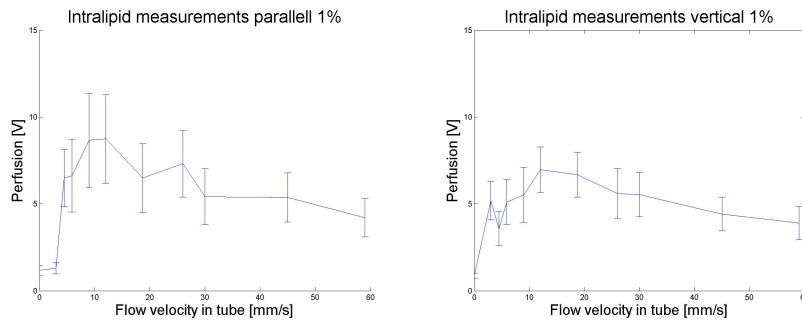 Intralipid measurements parallell 1%
15
10
5
0
0 10 20 30 40 50 60
Perfusion [V]
Flow velocity in tube [mm/s]
Intralipid measurements vertical 1%
15
10
5
0
0 10 20 30 40 50 60
Perfusion [V]
Flow velocity in tube [mm/s]